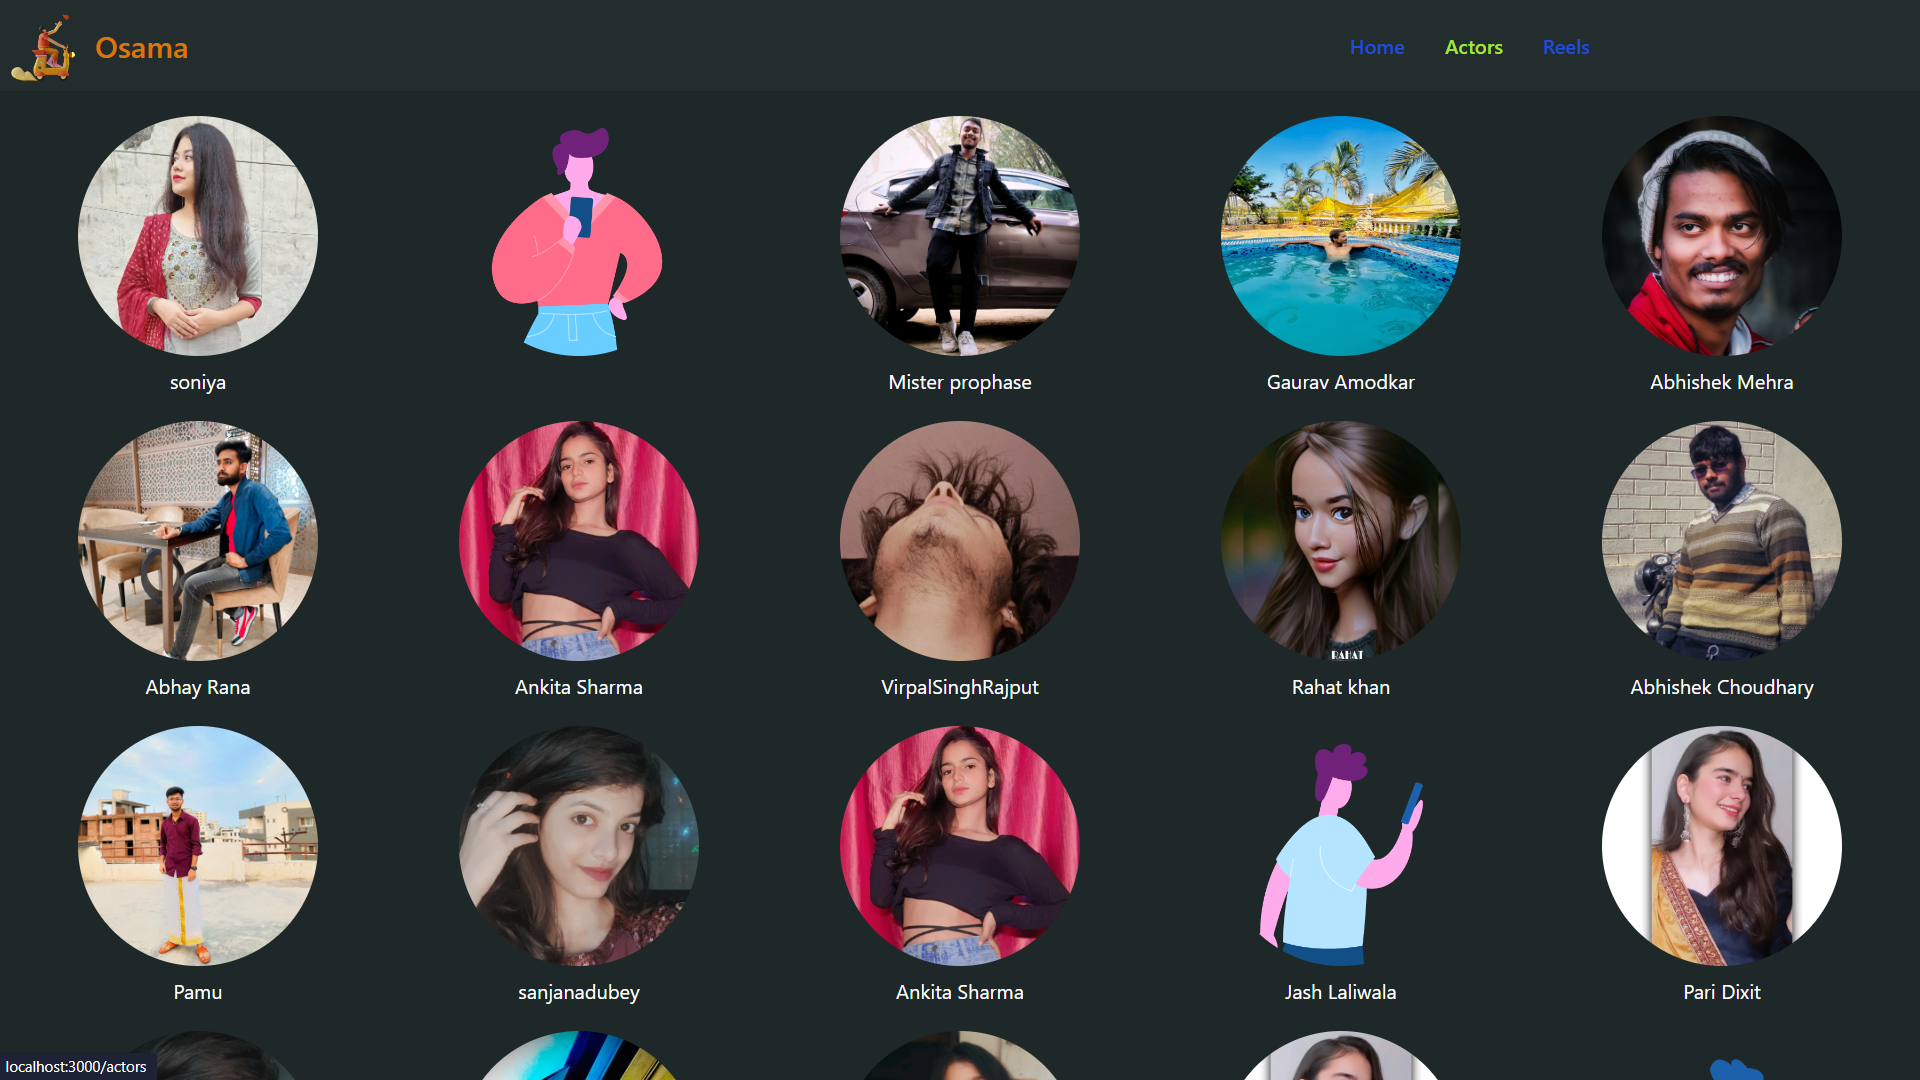 Osama
Home Actors Reels
soniya
Mister prophase
Gaurav Amodkar
Abhishek Mehra
RAHAT
Abhay Rana
Ankita Sharma
VirpalSinghRajput
Rahat khan
Abhishek Choudhary
Pamu
sanjanadubey
Ankita Sharma
Jash Laliwala
Pari Dixit
localhost:3000/actors